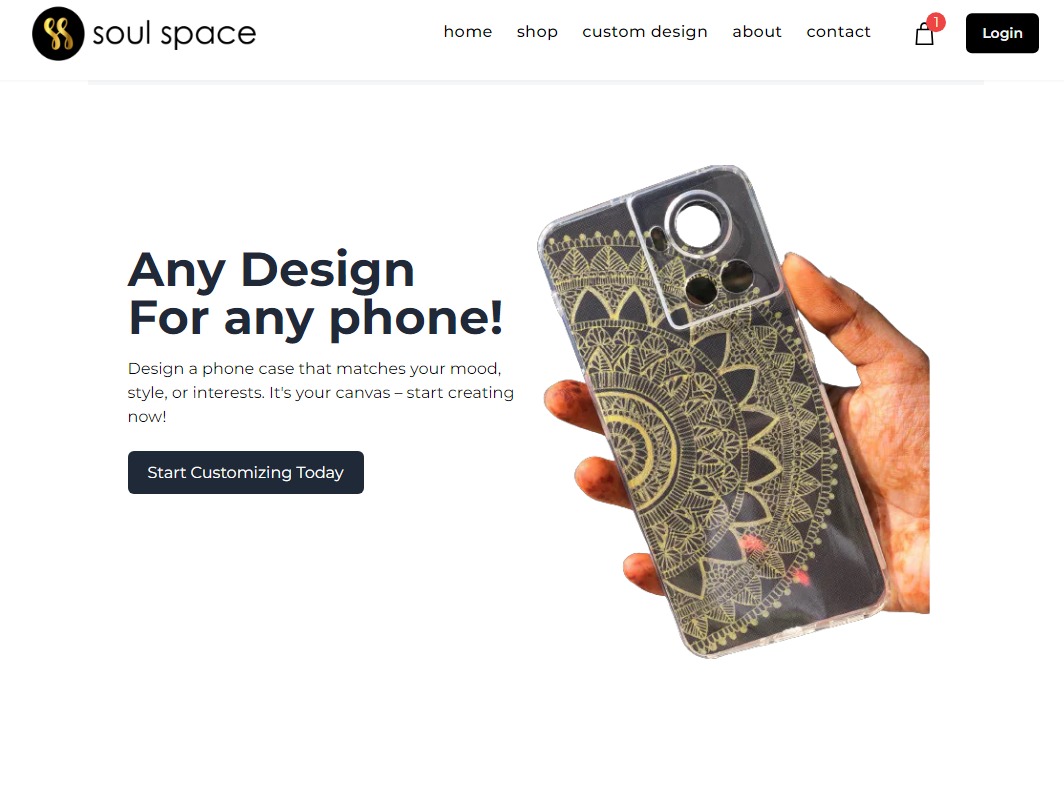 soul space
home shop custom design about contact
1
Login
Any Design
For any phone!
Design a phone case that matches your mood,
style, or interests. It's your canvas – start creating
now!
Start Customizing Today